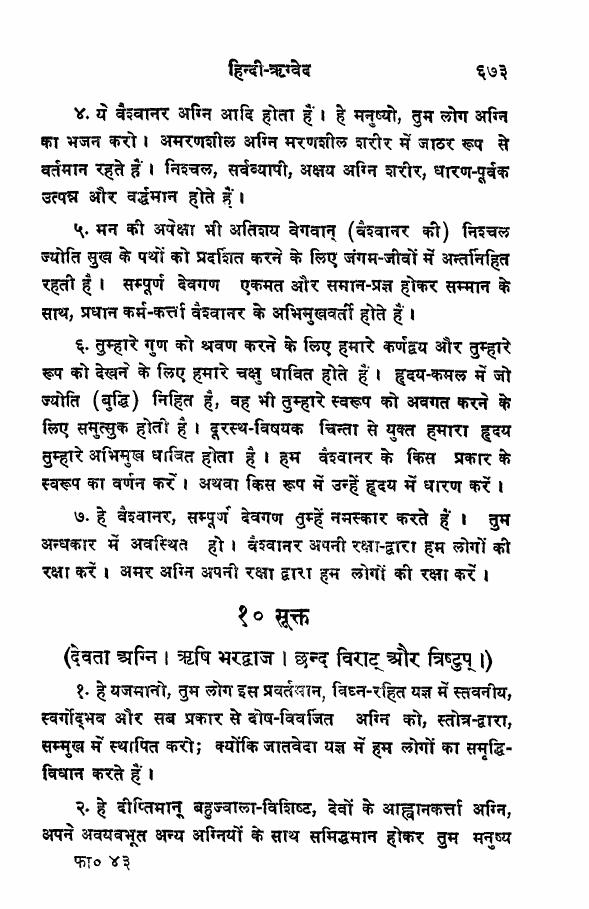 हिन्दी-ऋग्वेद ६७३
४. ये वैश्वानर अग्नि आदि होता हैं। हे मनुष्यो, तुम लोग अग्नि
का भजन करो। अमरणशील अग्नि मरणशील शरीर में जाठर रूप से
वर्तमान रहते हैं। निश्चल, सर्वव्यापी, अक्षय अग्नि शरीर, धारण-पूर्वक
उत्पन्न और वर्द्धमान होते हैं।
५. मन की अपेक्षा भी अतिशय वेगवान् (वैश्वानर की) निश्चल
ज्योति सुख के पथों को प्रदर्शित करने के लिए जंगम-जीवों में अन्तर्निहित
रहती है। सम्पूर्ण देवगण एकमत और समान-प्रज्ञ होकर सम्मान के
साथ, प्रधान कर्म-कर्त्ता वैश्वानर के अभिमुखवर्ती होते हैं।
६. तुम्हारे गुण को श्रवण करने के लिए हमारे कर्णद्वय और तुम्हारे
रूप को देखने के लिए हमारे चक्षु धावित होते हैं। हृदय-कमल में जो
ज्योति (बुद्धि) निहित है, वह भी तुम्हारे स्वरूप को अवगत करने के
लिए समुत्सुक होती है। दूरस्थ-विषयक चिन्ता से युक्त हमारा हृदय
तुम्हारे अभिमुख धावित होता है। हम वैश्वानर के किस प्रकार के
स्वरूप का वर्णन करें। अथवा किस रूप में उन्हें हृदय में धारण करें।
७. हे वैश्वानर, सम्पूर्ण देवगण तुम्हें नमस्कार करते हैं। तुम
अन्धकार में अवस्थित हो। वैश्वानर अपनी रक्षा-द्वारा हम लोगों की
रक्षा करें। अमर अग्नि अपनी रक्षा द्वारा हम लोगों की रक्षा करें।
१० सूक्त
(देवता अग्नि। ऋषि भरद्वाज। छन्द विराट् और त्रिष्टुप्।)
१. हे यजमानो, तुम लोग इस प्रवर्तमान, विघ्न-रहित यज्ञ में स्तवनीय,
स्वर्गोद्भव और सब प्रकार से दोष-विवर्जित अग्नि को, स्तोत्र-द्वारा,
सम्मुख में स्थापित करो; क्योंकि जातवेदा यज्ञ में हम लोगों का समृद्धि-
विधान करते हैं।
२. हे दीप्तिमान् बहुज्वाला-विशिष्ट, देवों के आह्वानकर्त्ता अग्नि,
अपने अवयवभूत अन्य अग्नियों के साथ समिद्धमान होकर तुम मनुष्य
फा० ४३